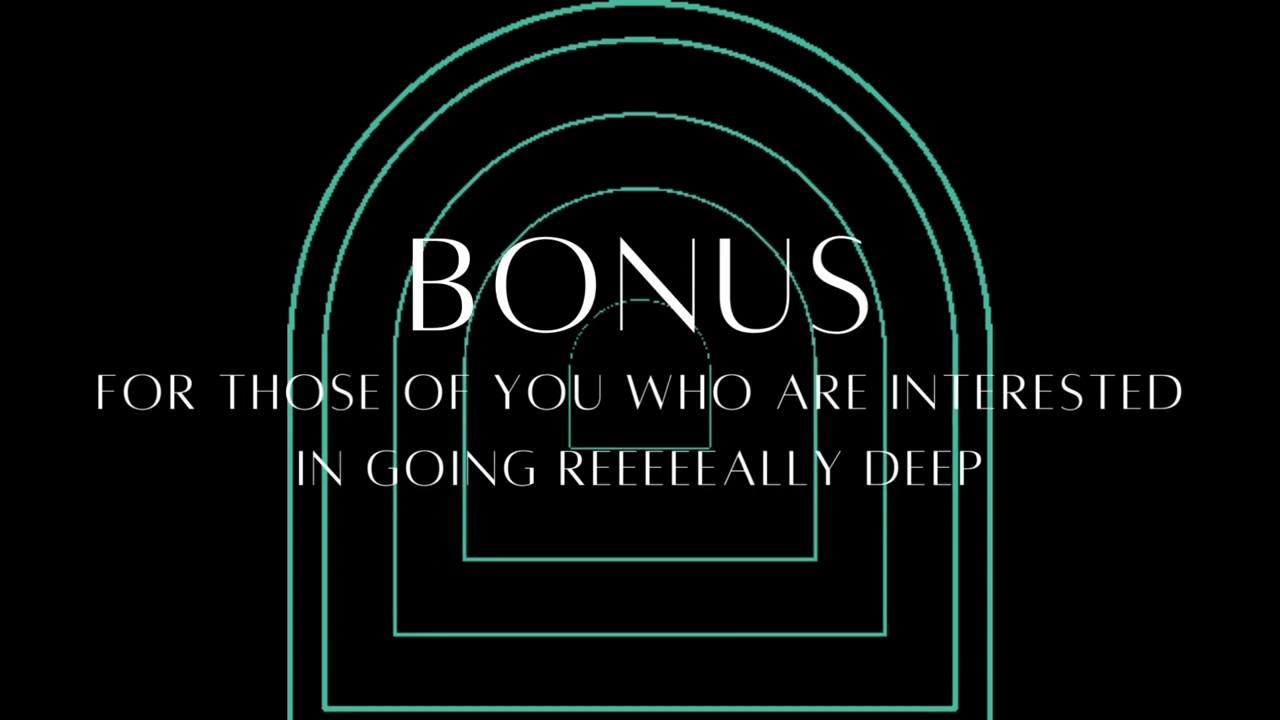 BONUS
FOR THOSE OF YOU WHO ARE INTERESTED
IN GOING REEEEEALLY DEEP